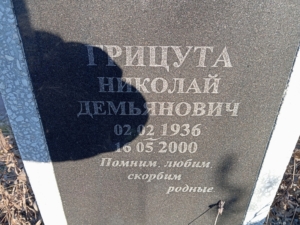 ГРИЦУТА
НИКОЛАЙ
ДЕМЬЯНОВИЧ
02 02 1936
16 05 2000
Помним, любим,
скорбим
родные.